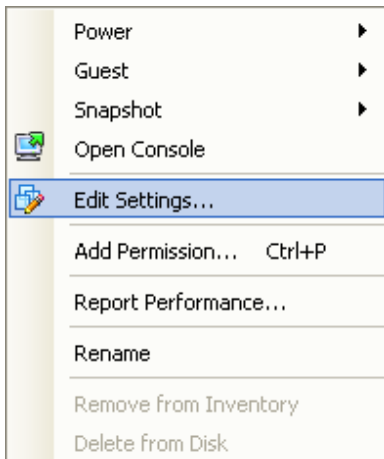 Power
Guest
Snapshot
Open Console
Edit Settings...
Add Permission... Ctrl+P
Report Performance...
Rename
Remove from Inventory
Delete from Disk